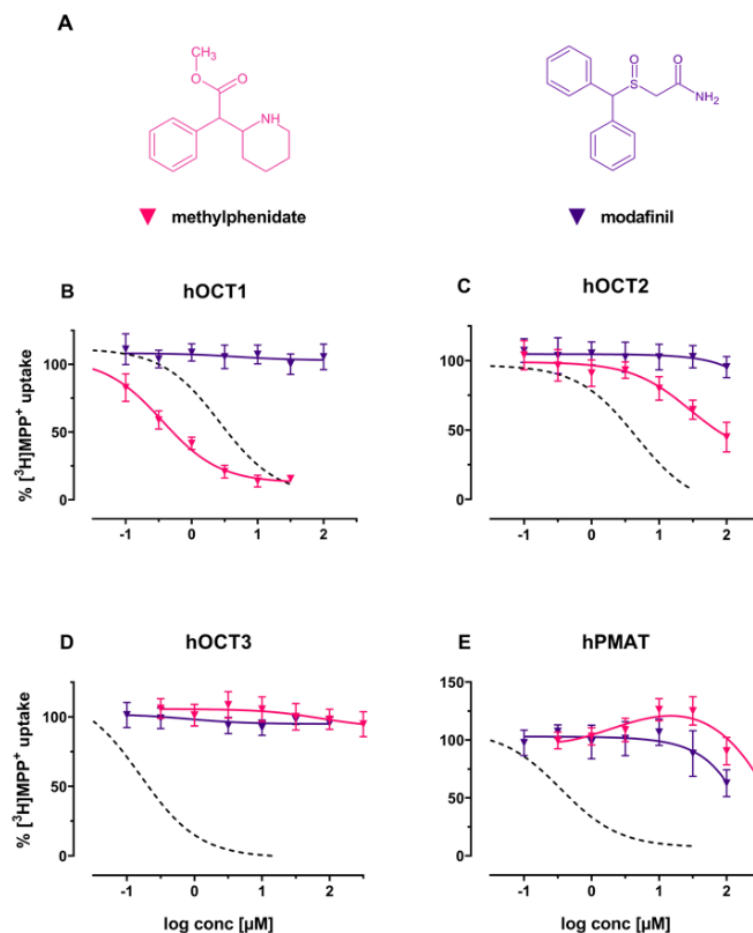 A
CH3
O
O
NH
O
S
O
NH2
methylphenidate
modafinil
B
hOCT1
C
hOCT2
% [³H]MPP⁺ uptake
100
50
0
-1
0
1
2
100
50
0
-1
0
1
2
D
hOCT3
E
hPMAT
% [³H]MPP⁺ uptake
100
50
0
-1
0
1
2
log conc [µM]
150
100
50
0
-1
0
1
2
log conc [µM]